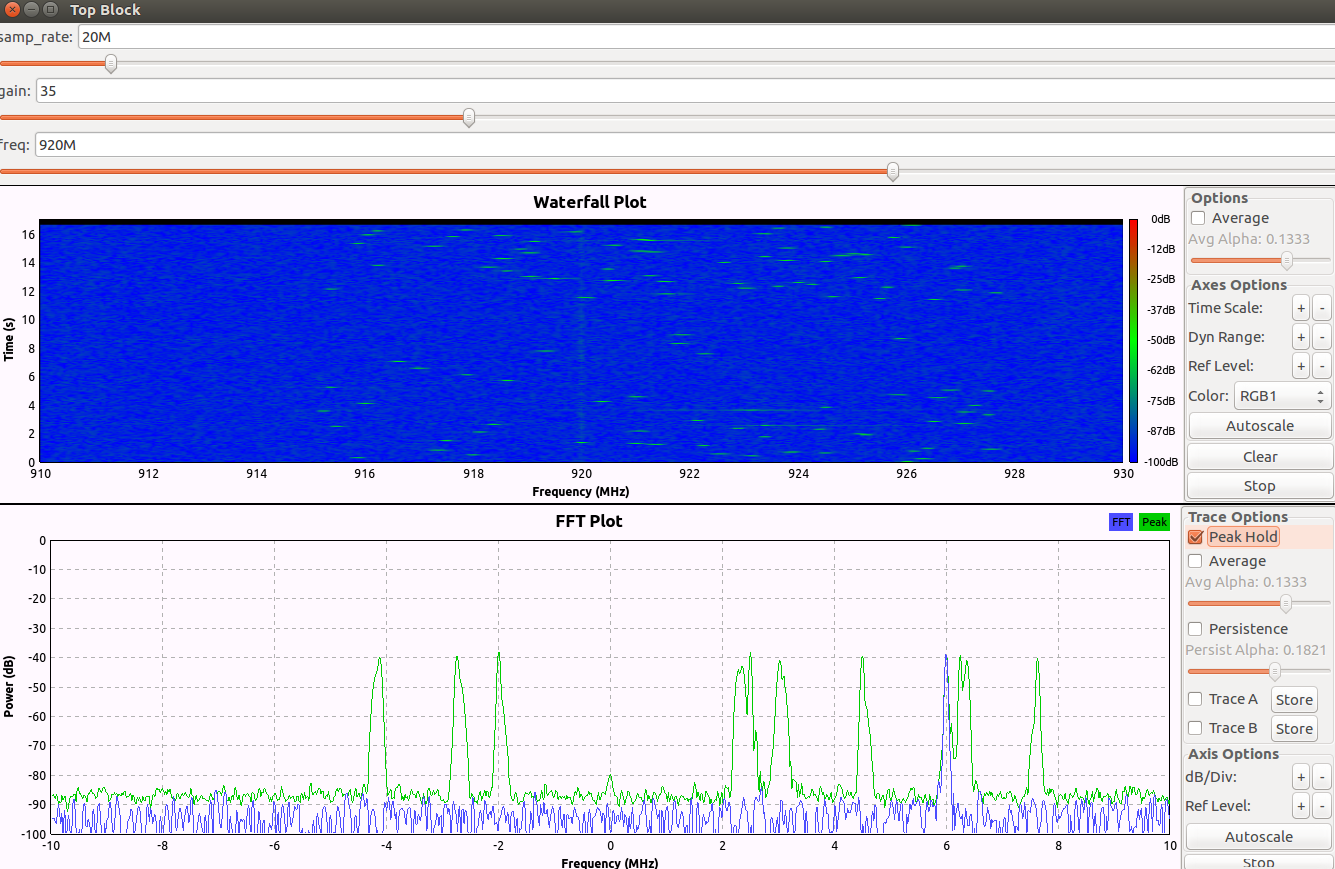 Top Block
samp_rate: 20M
gain: 35
freq: 920M
Waterfall Plot
Time (s)
16
14
12
10
8
6
4
2
0
910 912 914 916 918 920 922 924 926 928 930
Frequency (MHz)
0dB
-12dB
-25dB
-37dB
-50dB
-62dB
-75dB
-87dB
-100dB
Options
Average
Avg Alpha: 0.1333
Axes Options
Time Scale: + -
Dyn Range: + -
Ref Level: + -
Color: RGB1
Autoscale
Clear
Stop
FFT Plot
FFT Peak
Power (dB)
0
-10
-20
-30
-40
-50
-60
-70
-80
-90
-100
-10 -8 -6 -4 -2 0 2 4 6 8 10
Frequency (MHz)
Trace Options
Peak Hold
Average
Avg Alpha: 0.1333
Persistence
Persist Alpha: 0.1821
Trace A Store
Trace B Store
Axis Options
dB/Div: + -
Ref Level: + -
Autoscale
Stop